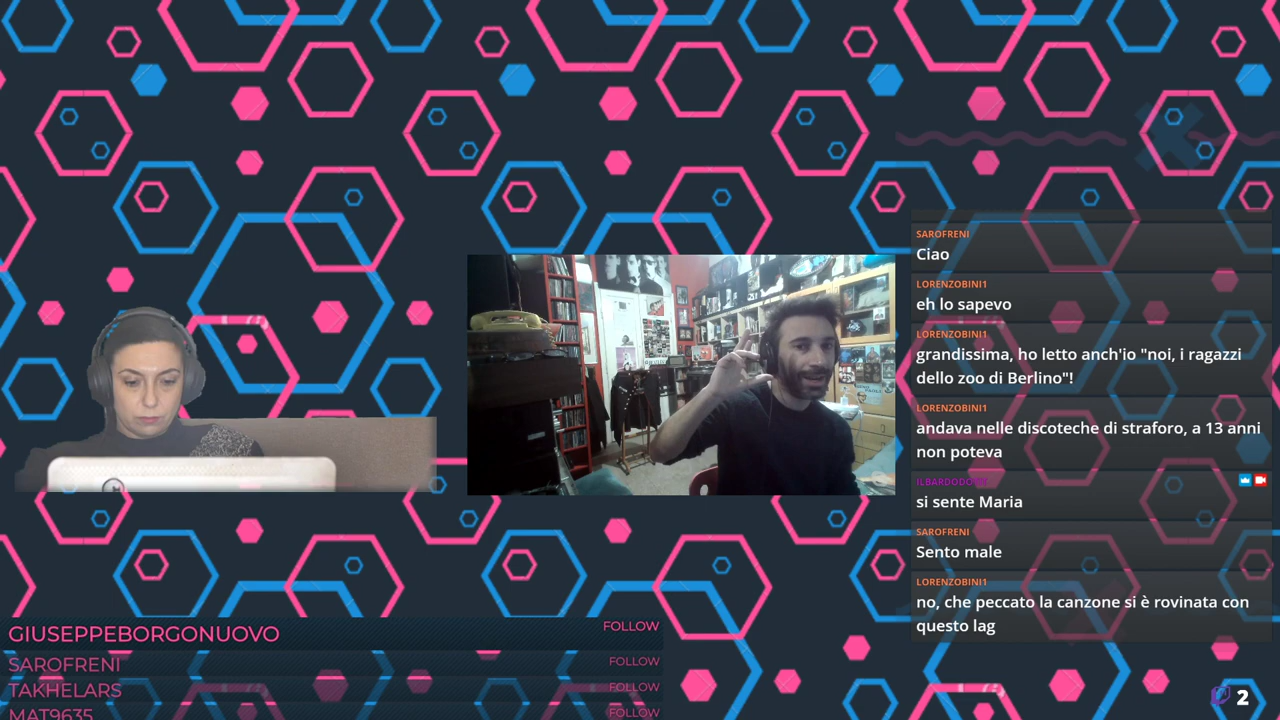 SAROFRENI
Ciao
LORENZOBINI1
eh lo sapevo
LORENZOBINI1
grandissima, ho letto anch'io "noi, i ragazzi
dello zoo di Berlino"!
LORENZOBINI1
andava nelle discoteche di straforo, a 13 anni
non poteva
si sente Maria
SAROFRENI
Sento male
LORENZOBINI1
no, che peccato la canzone si è rovinata con
questo lag
GIUSEPPEBORGONUOVO FOLLOW
SAROFRENI FOLLOW
TAKHELARS FOLLOW
MAT9635 FOLLOW
2